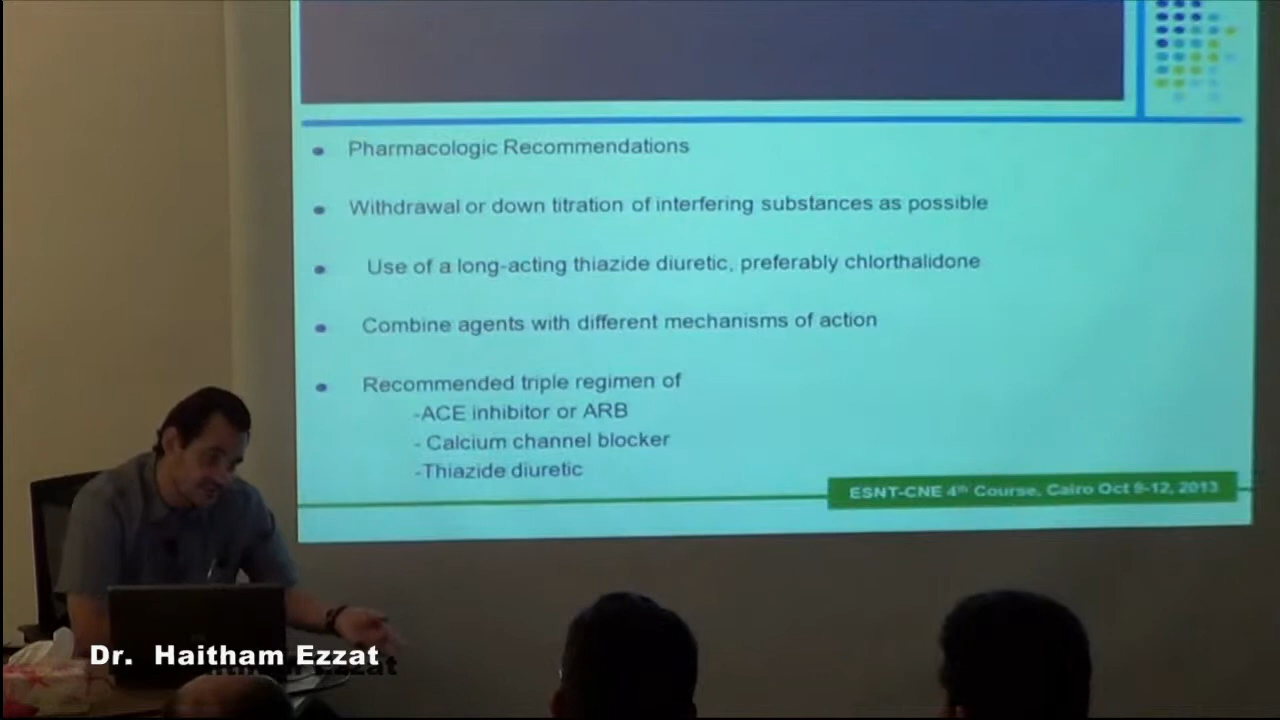 Pharmacologic Recommendations
Withdrawal or down titration of interfering substances as possible
Use of a long-acting thiazide diuretic, preferably chlorthalidone
Combine agents with different mechanisms of action
Recommended triple regimen of
-ACE inhibitor or ARB
- Calcium channel blocker
-Thiazide diuretic
ESNT-CNE 4th Course, Cairo Oct 9-12, 2013
Dr. Haitham Ezzat